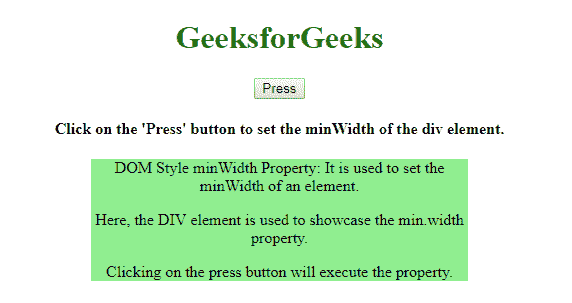 GeeksforGeeks
Press
Click on the 'Press' button to set the minWidth of the div element.
DOM Style minWidth Property: It is used to set the
minWidth of an element.
Here, the DIV element is used to showcase the min.width
property.
Clicking on the press button will execute the property.